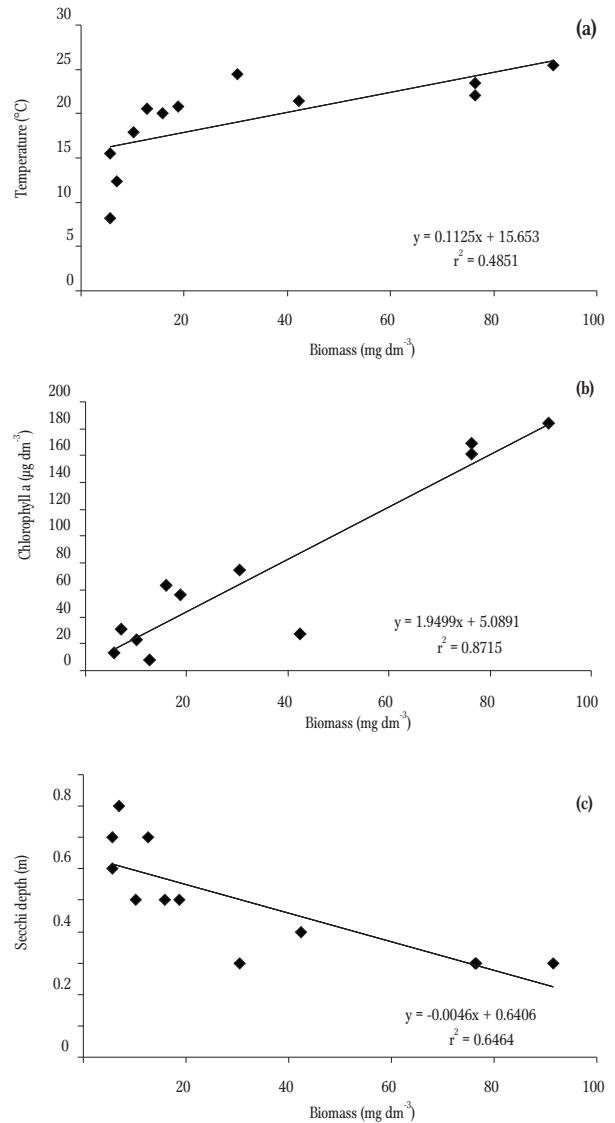 (a)
30
25
20
15
10
5
0
Temperature (°C)
y = 0.1125x + 15.653
r² = 0.4851
20 40 60 80 100
Biomass (mg dm⁻³)
(b)
200
180
160
140
120
100
80
60
40
20
0
Chlorophyll a (µg dm⁻³)
y = 1.9499x + 5.0891
r² = 0.8715
20 40 60 80 100
Biomass (mg dm⁻³)
(c)
0.8
0.6
0.4
0.2
0
Secchi depth (m)
y = -0.0046x + 0.6406
r² = 0.6464
20 40 60 80 100
Biomass (mg dm⁻³)